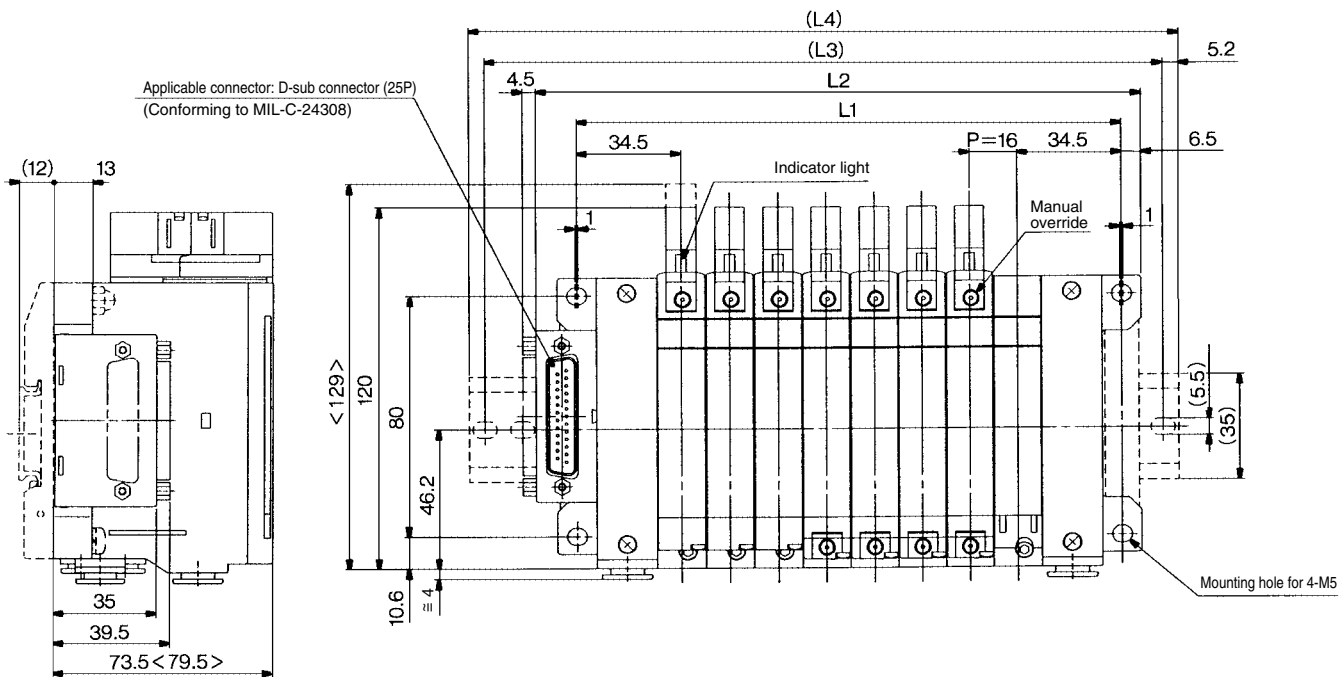 (L4)
(L3)
5.2
Applicable connector: D-sub connector (25P)
(Conforming to MIL-C-24308)
4.5
L2
L1
34.5
P=16
34.5
6.5
(12)
13
Indicator light
Manual
override
1
1
<129>
120
80
46.2
(5.5)
(35)
10.6
≅ 4
Mounting hole for 4-M5
35
39.5
73.5<79.5>